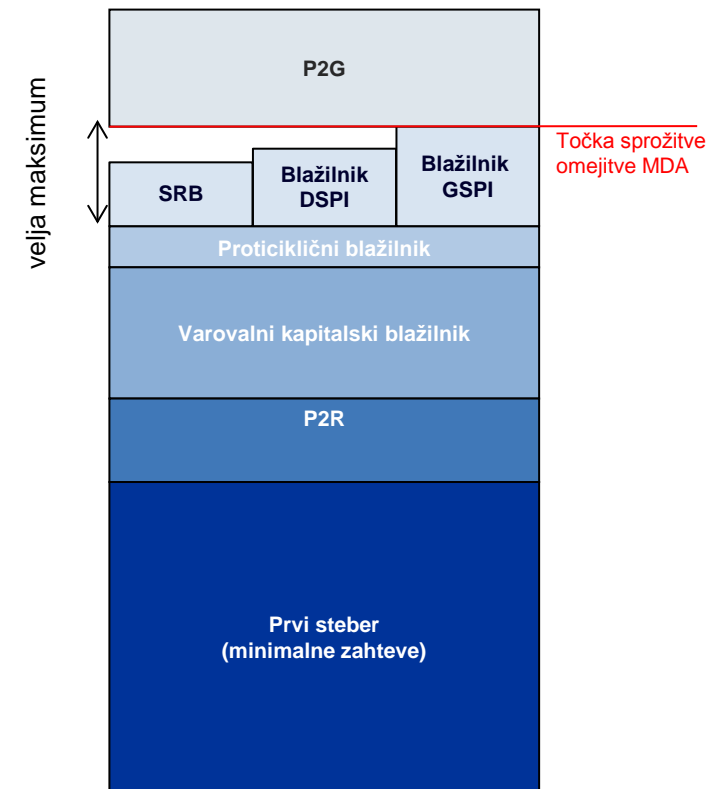 P2G
velja maksimum
Točka sprožitve
omejitve MDA
SRB
Blažilnik
DSPI
Blažilnik
GSPI
Proticiklični blažilnik
Varovalni kapitalski blažilnik
P2R
Prvi steber
(minimalne zahteve)